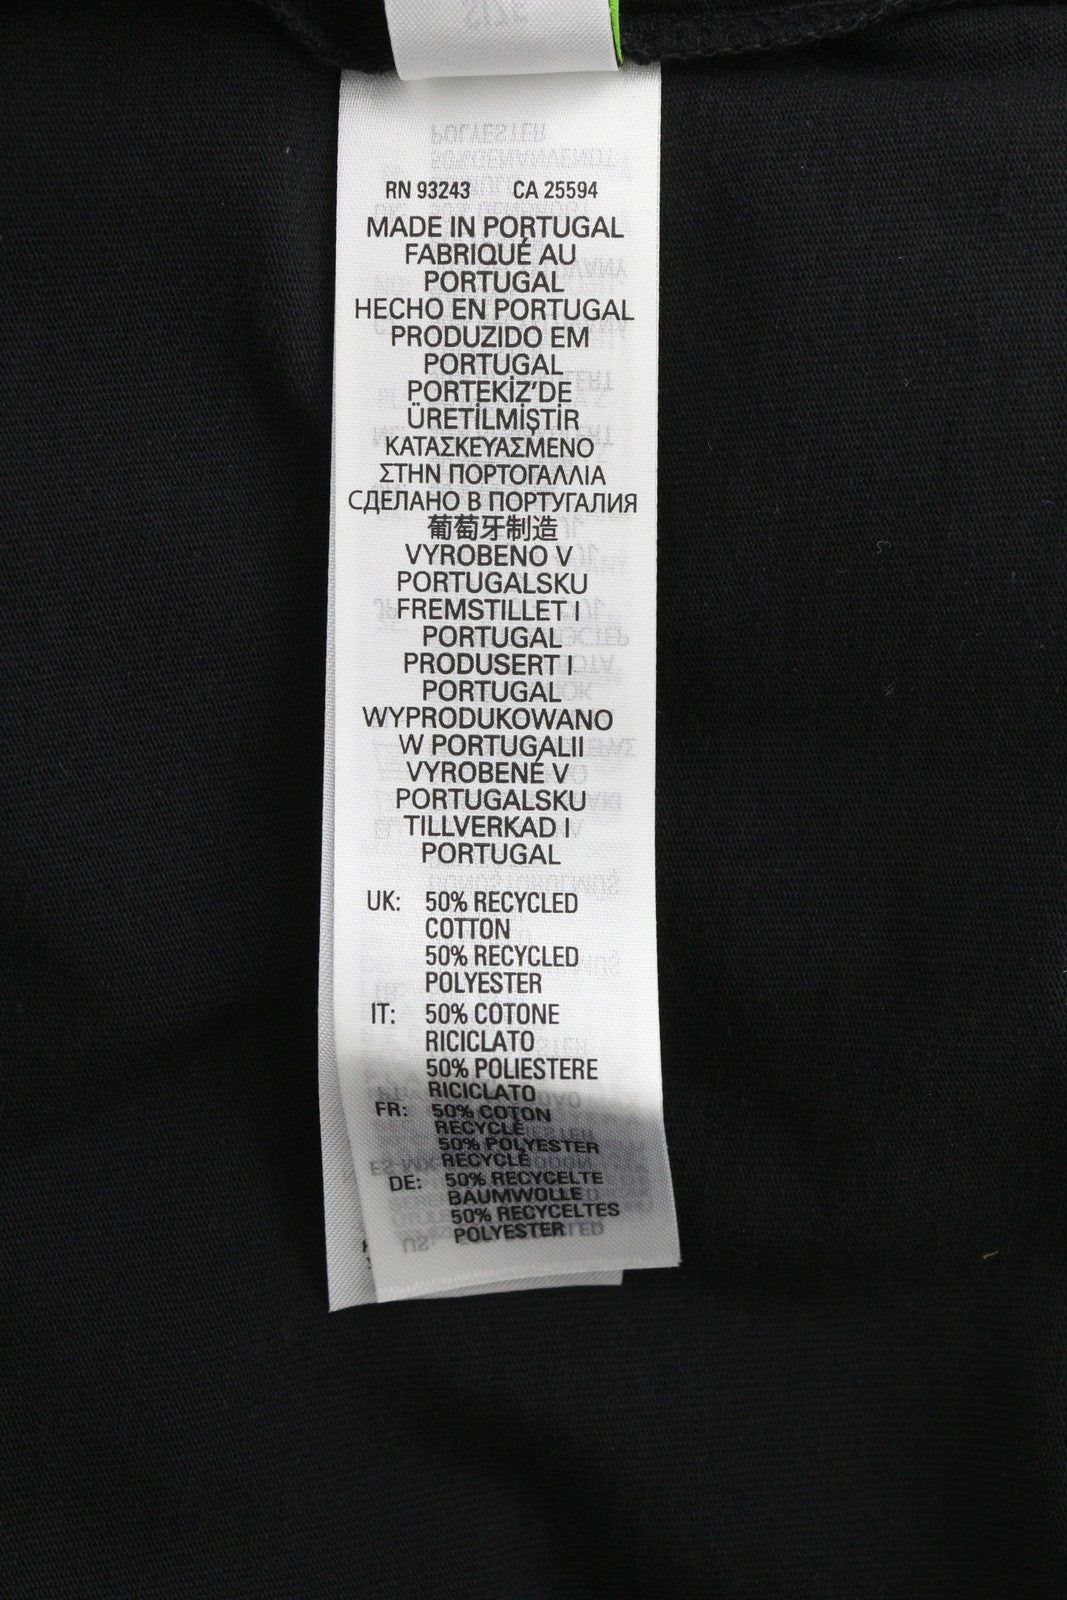 SIZE
RN 93243 CA 25594
MADE IN PORTUGAL
FABRIQUÉ AU
PORTUGAL
HECHO EN PORTUGAL
PRODUZIDO EM
PORTUGAL
PORTEKİZ'DE
ÜRETİLMİŞTİR
ΚΑΤΑΣΚΕΥΑΣΜΕΝΟ
ΣΤΗΝ ΠΟΡΤΟΓΑΛΛΙΑ
СДЕЛАНО В ПОРТУГАЛИЯ
葡萄牙制造
VYROBENO V
PORTUGALSKU
FREMSTILLET I
PORTUGAL
PRODUSERT I
PORTUGAL
WYPRODUKOWANO
W PORTUGALII
VYROBENÉ V
PORTUGALSKU
TILLVERKAD I
PORTUGAL
UK: 50% RECYCLED
COTTON
50% RECYCLED
POLYESTER
IT: 50% COTONE
RICICLATO
50% POLIESTERE
RICICLATO
FR: 50% COTON
RECYCLÉ
50% POLYESTER
RECYCLÉ
DE: 50% RECYCELTE
BAUMWOLLE
50% RECYCELTES
POLYESTER